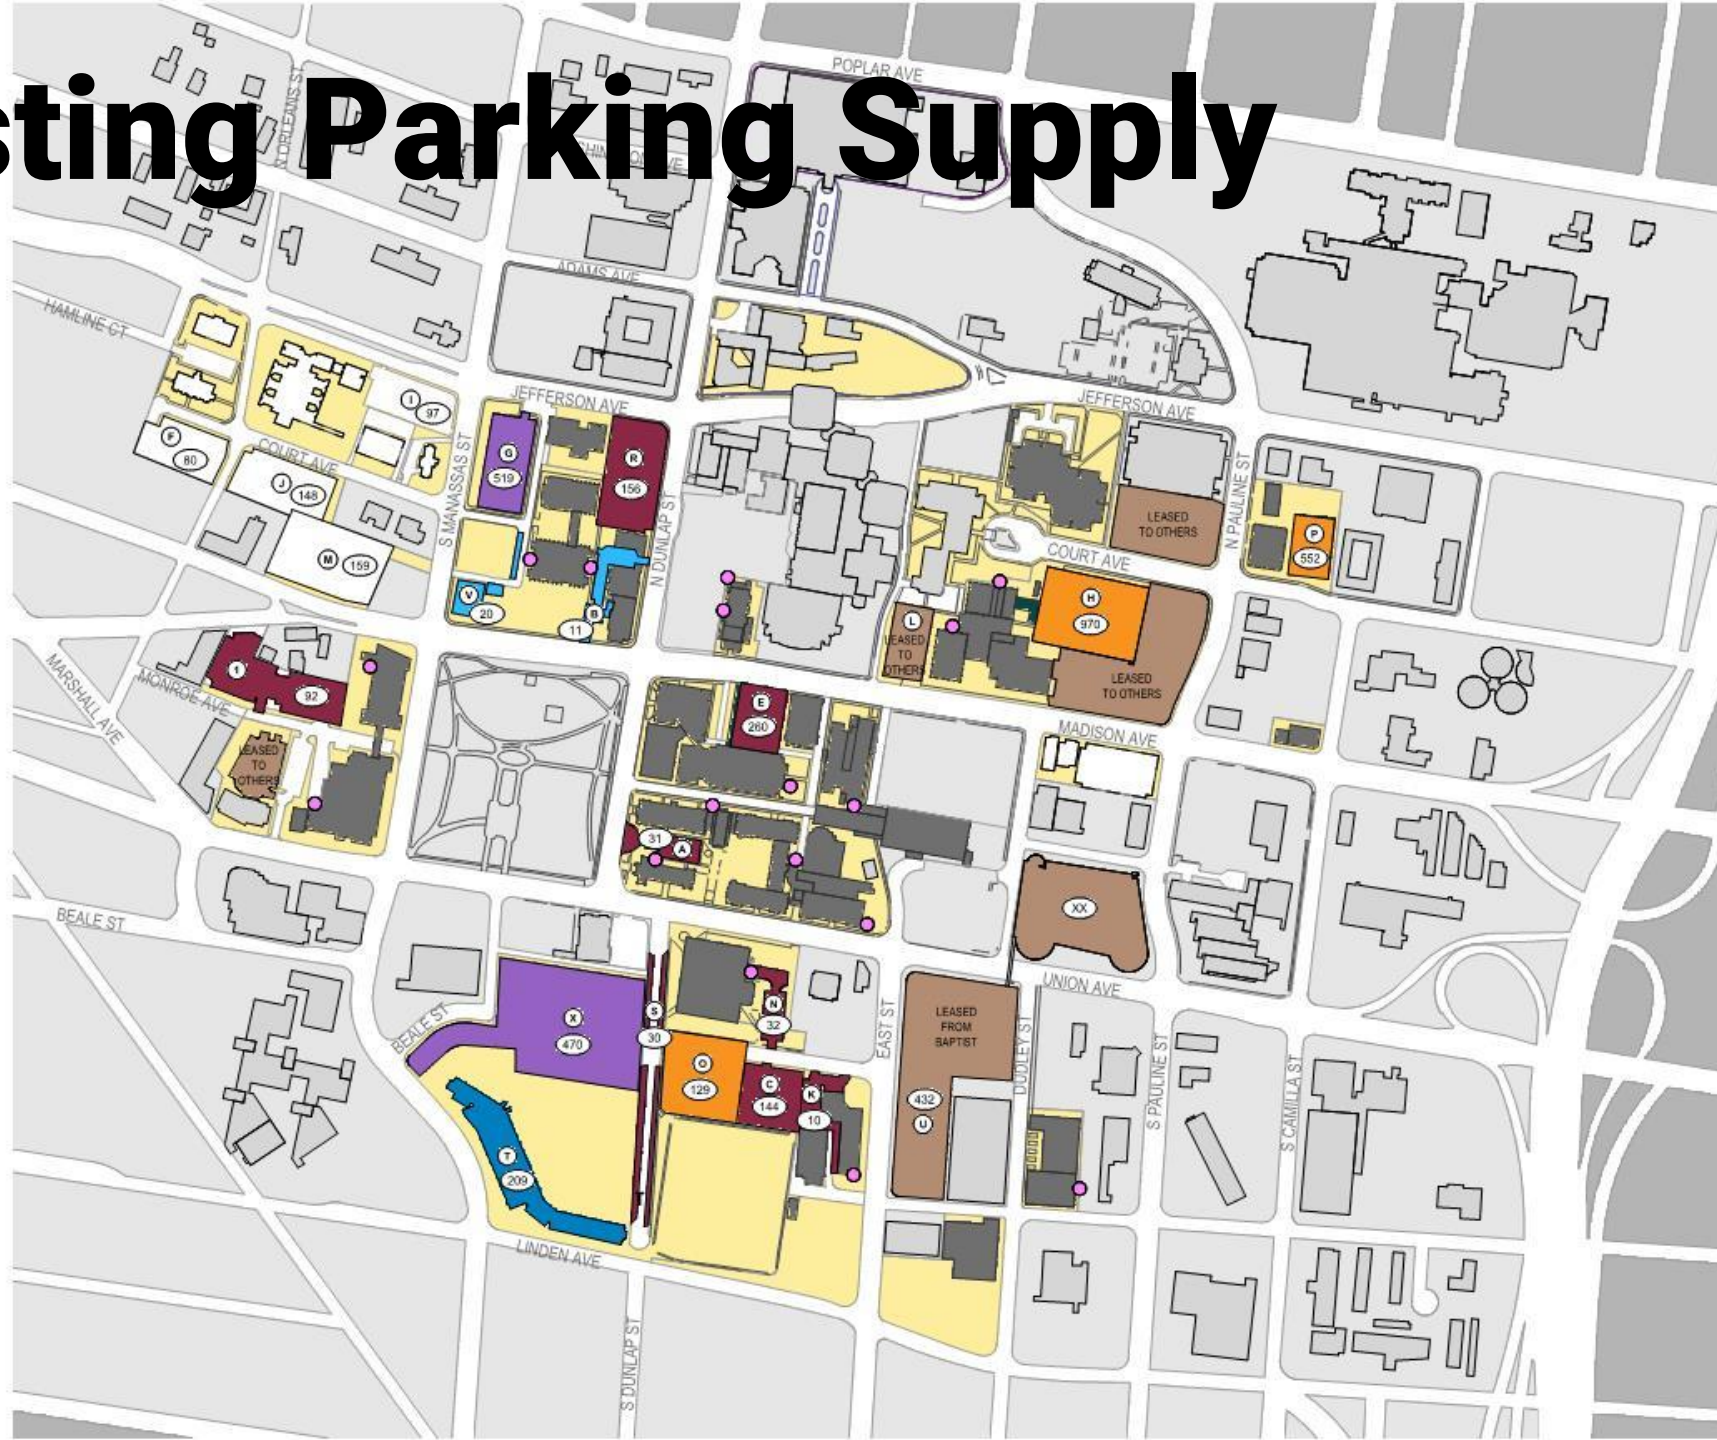 sting Parking Supply
POPLAR AVE
N ORLEANS ST
ADAMS AVE
HAMLINE CT
JEFFERSON AVE
JEFFERSON AVE
I
97
F
80
COURT AVE
J
148
M
159
S MANASSAS ST
G
519
R
156
N DUNLAP ST
V
20
B
11
LEASED
TO OTHERS
N PAULINE ST
P
552
COURT AVE
H
970
L
LEASED
TO
OTHERS
LEASED
TO OTHERS
MADISON AVE
MARSHALL AVE
MONROE AVE
92
LEASED
TO
OTHERS
E
260
31
A
XX
BEALE ST
UNION AVE
BEALE ST
X
470
S
30
N
32
O
129
C
144
K
10
EAST ST
LEASED
FROM
BAPTIST
432
U
DUDLEY ST
S PAULINE ST
S CAMILLA ST
T
209
LINDEN AVE
S DUNLAP ST